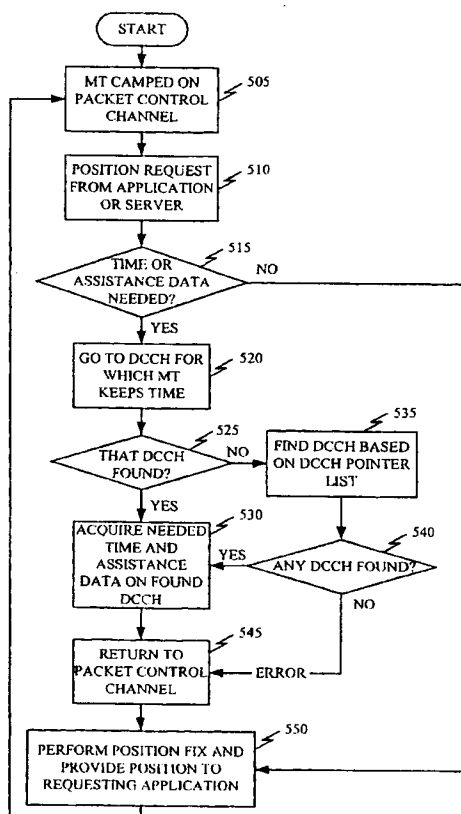 START
MT CAMPED ON
PACKET CONTROL
CHANNEL
505
POSITION REQUEST
FROM APPLICATION
OR SERVER
510
515
TIME OR
ASSISTANCE DATA
NEEDED?
NO
YES
GO TO DCCH FOR
WHICH MT
KEEPS TIME
520
525
THAT DCCH
FOUND?
NO
YES
535
FIND DCCH BASED
ON DCCH POINTER
LIST
530
ACQUIRE NEEDED
TIME AND
ASSISTANCE
DATA ON FOUND
DCCH
YES
540
ANY DCCH FOUND?
NO
545
RETURN TO
PACKET CONTROL
CHANNEL
ERROR
550
PERFORM POSITION FIX AND
PROVIDE POSITION TO
REQUESTING APPLICATION